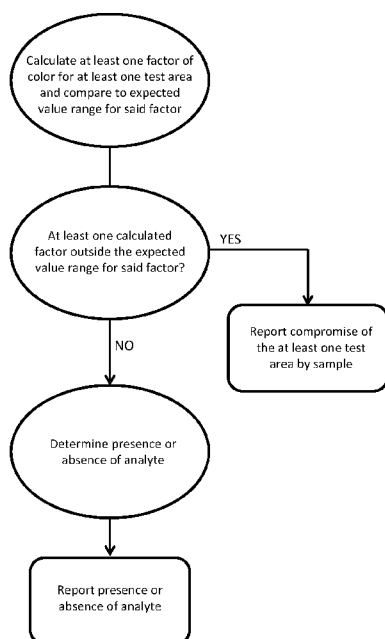 Calculate at least one factor of
color for at least one test area
and compare to expected
value range for said factor
At least one calculated
factor outside the expected
value range for said factor?
YES
Report compromise of
the at least one test
area by sample
NO
Determine presence or
absence of analyte
Report presence or
absence of analyte